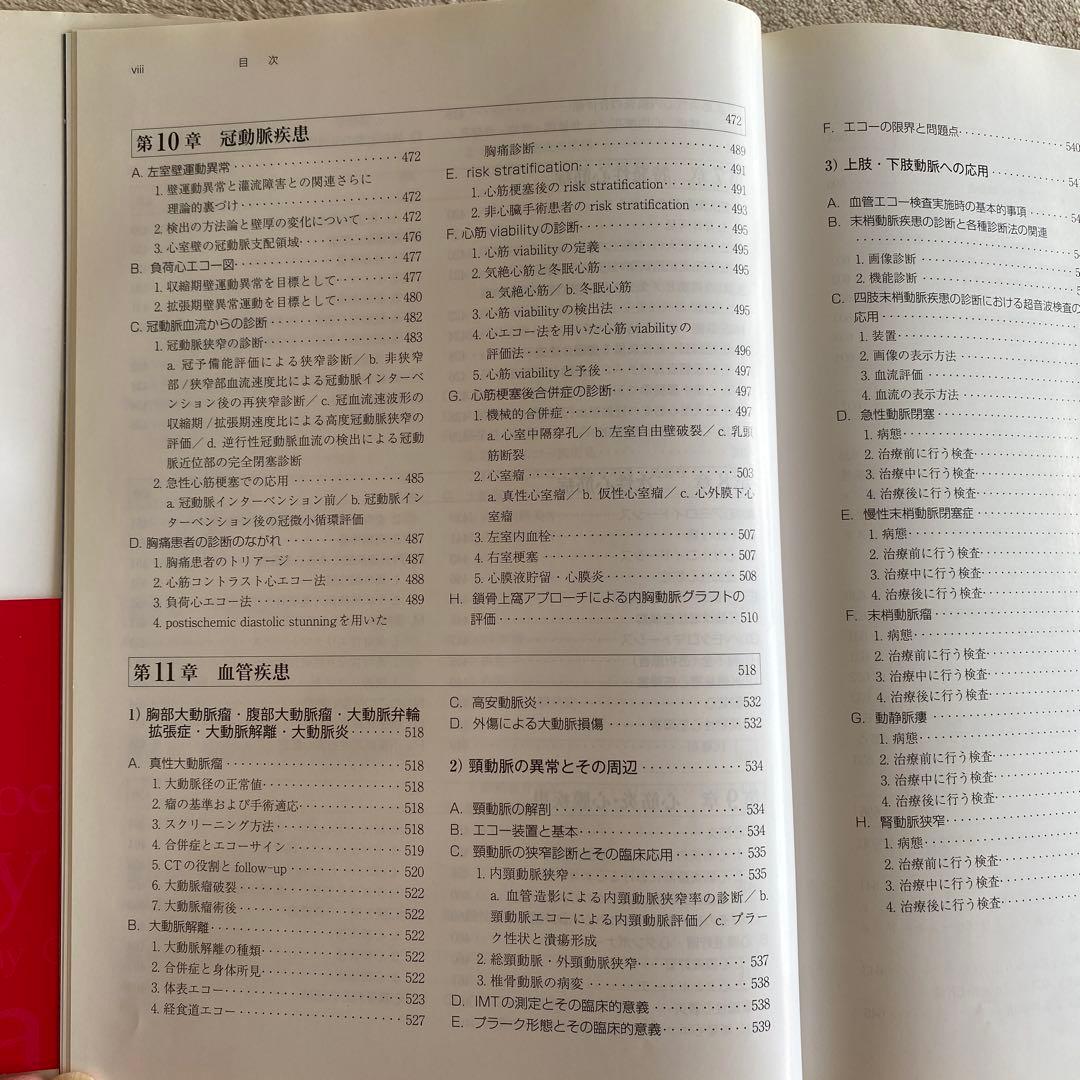 viii 目 次
第10章 冠動脈疾患 472
A. 左室壁運動異常 472
1. 壁運動異常と灌流障害との関連さらに
理論的裏づけ 472
2. 検出の方法論と壁厚の変化について 472
3. 心室壁の冠動脈支配領域 476
B. 負荷心エコー図 477
1. 収縮期壁運動異常を目標として 477
2. 拡張期壁異常運動を目標として 480
C. 冠動脈血流からの診断 482
1. 冠動脈狭窄の診断 483
a. 冠予備能評価による狭窄診断／b. 非狭窄
部/狭窄部血流速度比による冠動脈インターベ
ンション後の再狭窄診断／c. 冠血流速波形の
収縮期/拡張期速度比による高度冠動脈狭窄の
評価／d. 逆行性冠動脈血流の検出による冠動
脈近位部の完全閉塞診断
2. 急性心筋梗塞での応用 485
a. 冠動脈インターベンション前／b. 冠動脈イン
ターベンション後の冠微小循環評価
D. 胸痛患者の診断のながれ 487
1. 胸痛患者のトリアージ 487
2. 心筋コントラスト心エコー法 488
3. 負荷心エコー法 489
4. postischemic diastolic stunningを用いた
胸痛診断 489
E. risk stratification 491
1. 心筋梗塞後の risk stratification 491
2. 非心臓手術患者の risk stratification 493
F. 心筋 viabilityの診断 495
1. 心筋 viabilityの定義 495
2. 気絶心筋と冬眠心筋 495
a. 気絶心筋／b. 冬眠心筋
3. 心筋 viabilityの検出法 495
4. 心エコー法を用いた心筋 viabilityの
評価法 496
5. 心筋 viabilityと予後 497
G. 心筋梗塞後合併症の診断 497
1. 機械的合併症 497
a. 心室中隔穿孔／b. 左室自由壁破裂／c. 乳頭
筋断裂
2. 心室瘤 503
a. 真性心室瘤／b. 仮性心室瘤／c. 心外膜下心
室瘤
3. 左室内血栓 507
4. 右室梗塞 507
5. 心膜液貯留・心膜炎 508
H. 鎖骨上窩アプローチによる内胸動脈グラフトの
評価 510
第11章 血管疾患 518
1) 胸部大動脈瘤・腹部大動脈瘤・大動脈弁輪
拡張症・大動脈解離・大動脈炎 518
A. 真性大動脈瘤 518
1. 大動脈径の正常値 518
2. 瘤の基準および手術適応 518
3. スクリーニング方法 518
4. 合併症とエコーサイン 519
5. CTの役割と follow-up 520
6. 大動脈瘤破裂 522
7. 大動脈瘤術後 522
B. 大動脈解離 522
1. 大動脈解離の種類 522
2. 合併症と身体所見 522
3. 体表エコー 523
4. 経食道エコー 527
C. 高安動脈炎 532
D. 外傷による大動脈損傷 532
2) 頸動脈の異常とその周辺 534
A. 頸動脈の解剖 534
B. エコー装置と基本 534
C. 頸動脈の狭窄診断とその臨床応用 535
1. 内頸動脈狭窄 535
a. 血管造影による内頸動脈狭窄率の診断／b.
頸動脈エコーによる内頸動脈評価／c. プラー
ク性状と潰瘍形成
2. 総頸動脈・外頸動脈狭窄 537
3. 椎骨動脈の病変 538
D. IMTの測定とその臨床的意義 538
E. プラーク形態とその臨床的意義 539
F. エコーの限界と問題点 540
3) 上肢・下肢動脈への応用
A. 血管エコー検査実施時の基本的事項
B. 末梢動脈疾患の診断と各種診断法の関連
1. 画像診断
2. 機能診断
C. 四肢末梢動脈疾患の診断における超音波検査の
応用
1. 装置
2. 画像の表示方法
3. 血流評価
4. 血流の表示方法
D. 急性動脈閉塞
1. 病態
2. 治療前に行う検査
3. 治療中に行う検査
4. 治療後に行う検査
E. 慢性末梢動脈閉塞症
1. 病態
2. 治療前に行う検査
3. 治療中に行う検査
4. 治療後に行う検査
F. 末梢動脈瘤
1. 病態
2. 治療前に行う検査
3. 治療中に行う検査
4. 治療後に行う検査
G. 動静脈瘻
1. 病態
2. 治療前に行う検査
3. 治療中に行う検査
4. 治療後に行う検査
H. 腎動脈狭窄
1. 病態
2. 治療前に行う検査
3. 治療中に行う検査
4. 治療後に行う検査